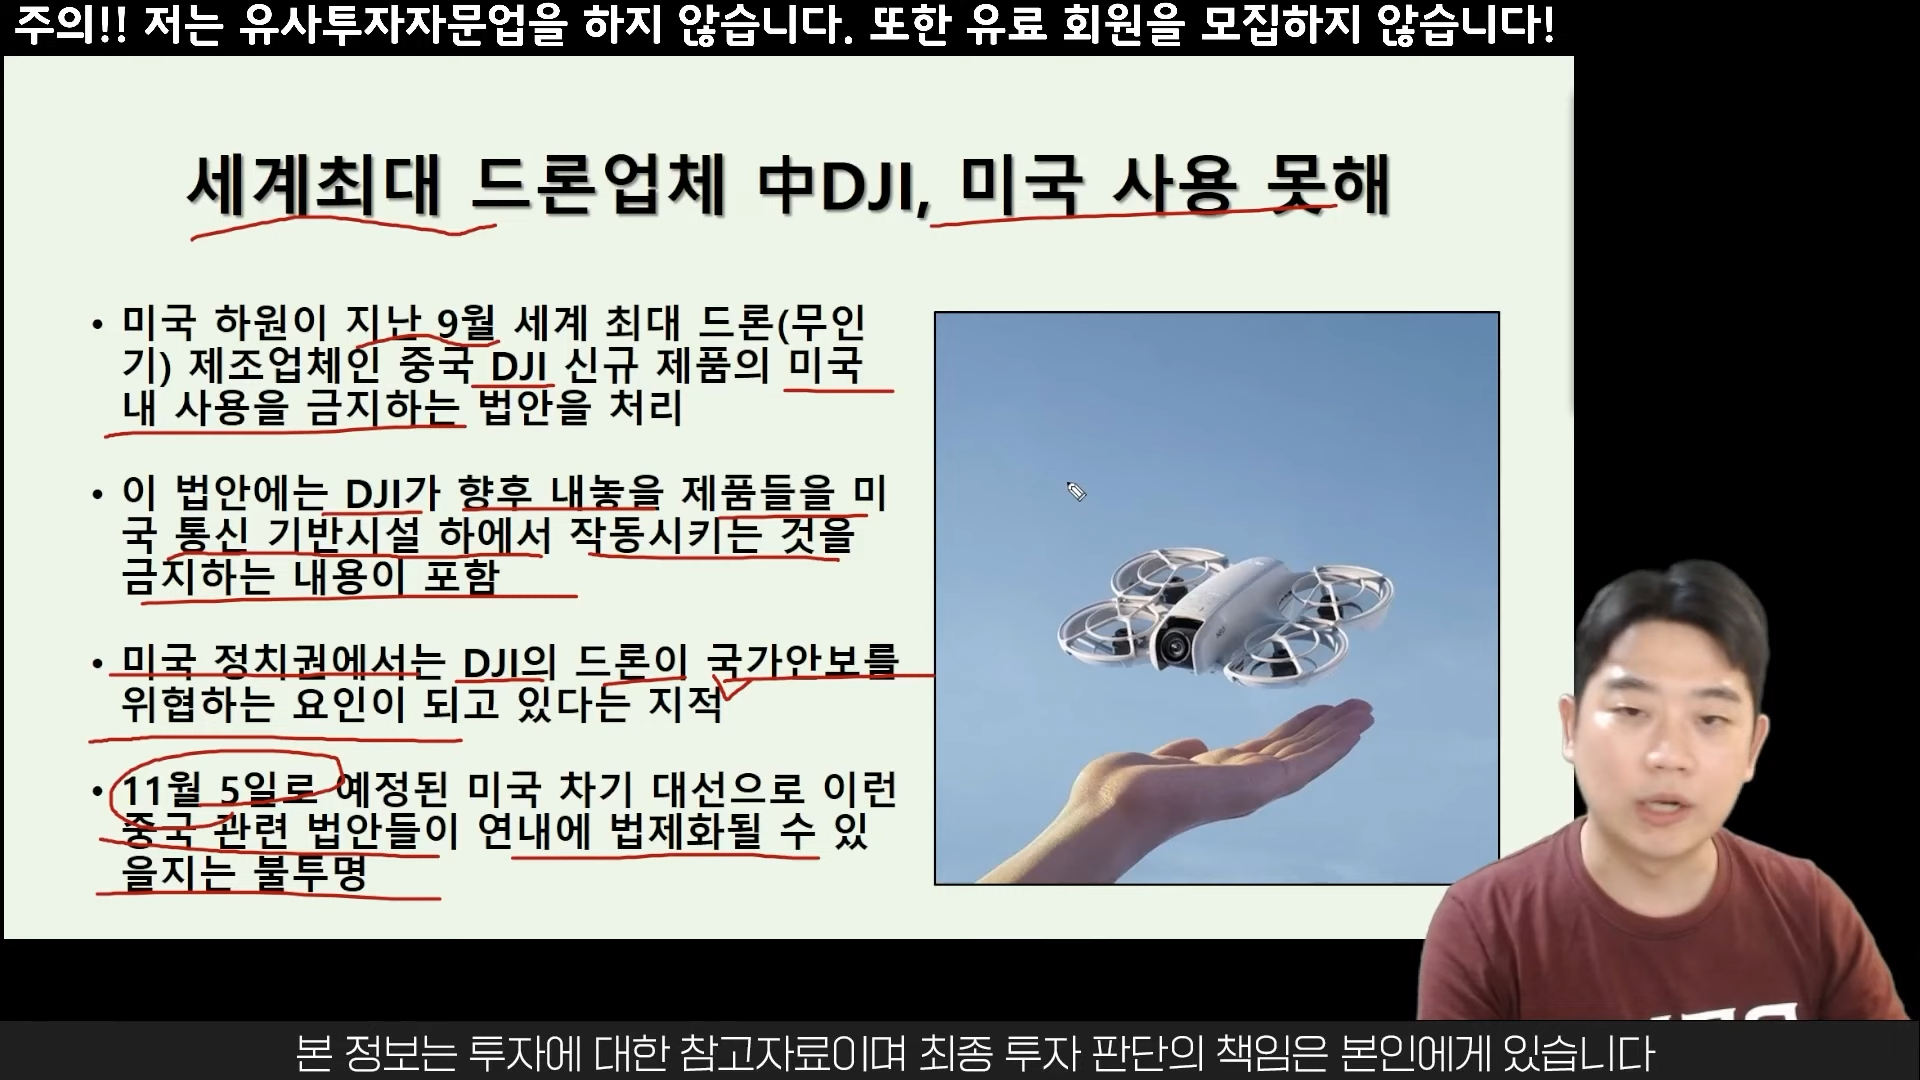 주의!! 저는 유사투자자문업을 하지 않습니다. 또한 유료 회원을 모집하지 않습니다!
세계최대 드론업체 中DJI, 미국 사용 못해
• 미국 하원이 지난 9월 세계 최대 드론(무인
기) 제조업체인 중국 DJI 신규 제품의 미국
내 사용을 금지하는 법안을 처리
• 이 법안에는 DJI가 향후 내놓을 제품들을 미
국 통신 기반시설 하에서 작동시키는 것을
금지하는 내용이 포함
• 미국 정치권에서는 DJI의 드론이 국가안보를
위협하는 요인이 되고 있다는 지적
• 11월 5일로 예정된 미국 차기 대선으로 이런
중국 관련 법안들이 연내에 법제화될 수 있
을지는 불투명
본 정보는 투자에 대한 참고자료이며 최종 투자 판단의 책임은 본인에게 있습니다